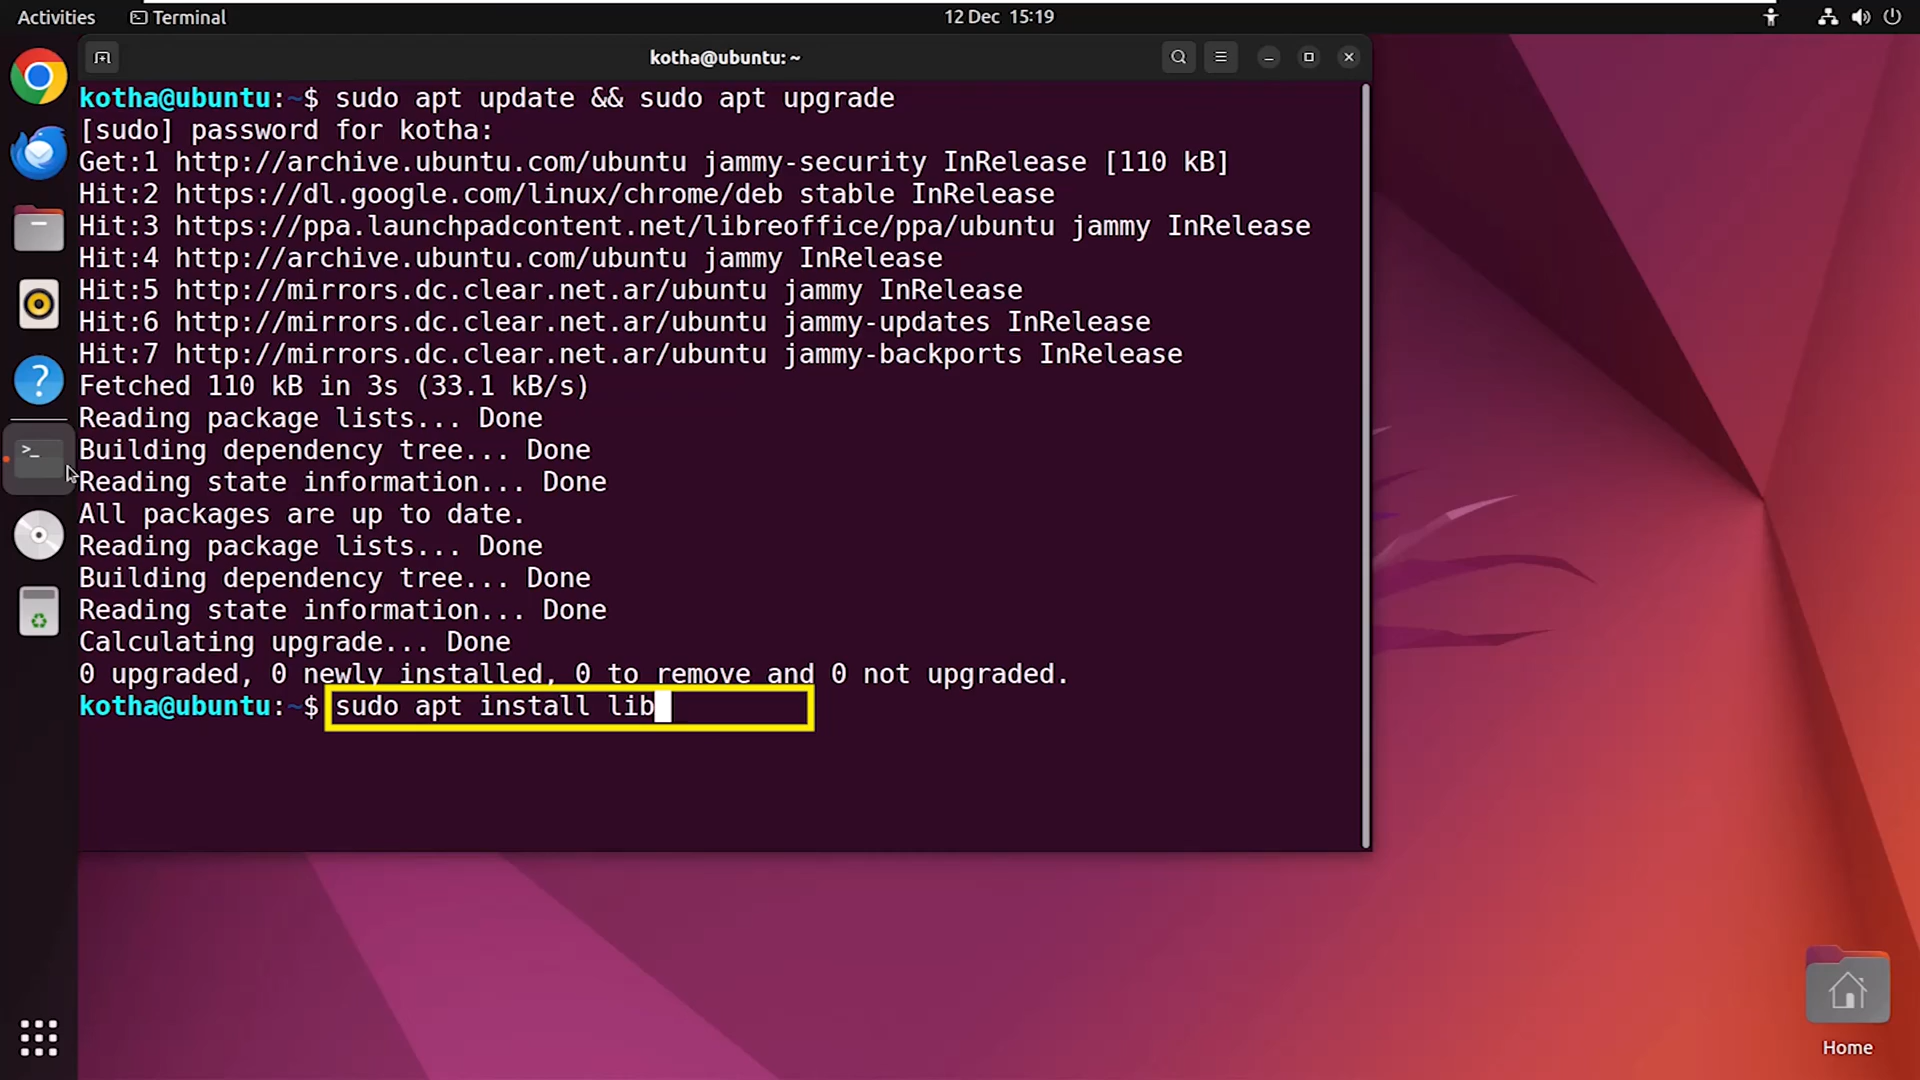 Activities Terminal 12 Dec 15:19
kotha@ubuntu: ~
kotha@ubuntu:~$ sudo apt update && sudo apt upgrade
[sudo] password for kotha:
Get:1 http://archive.ubuntu.com/ubuntu jammy-security InRelease [110 kB]
Hit:2 https://dl.google.com/linux/chrome/deb stable InRelease
Hit:3 https://ppa.launchpadcontent.net/libreoffice/ppa/ubuntu jammy InRelease
Hit:4 http://archive.ubuntu.com/ubuntu jammy InRelease
Hit:5 http://mirrors.dc.clear.net.ar/ubuntu jammy InRelease
Hit:6 http://mirrors.dc.clear.net.ar/ubuntu jammy-updates InRelease
Hit:7 http://mirrors.dc.clear.net.ar/ubuntu jammy-backports InRelease
Fetched 110 kB in 3s (33.1 kB/s)
Reading package lists... Done
Building dependency tree... Done
Reading state information... Done
All packages are up to date.
Reading package lists... Done
Building dependency tree... Done
Reading state information... Done
Calculating upgrade... Done
0 upgraded, 0 newly installed, 0 to remove and 0 not upgraded.
kotha@ubuntu:~$ sudo apt install lib
Home